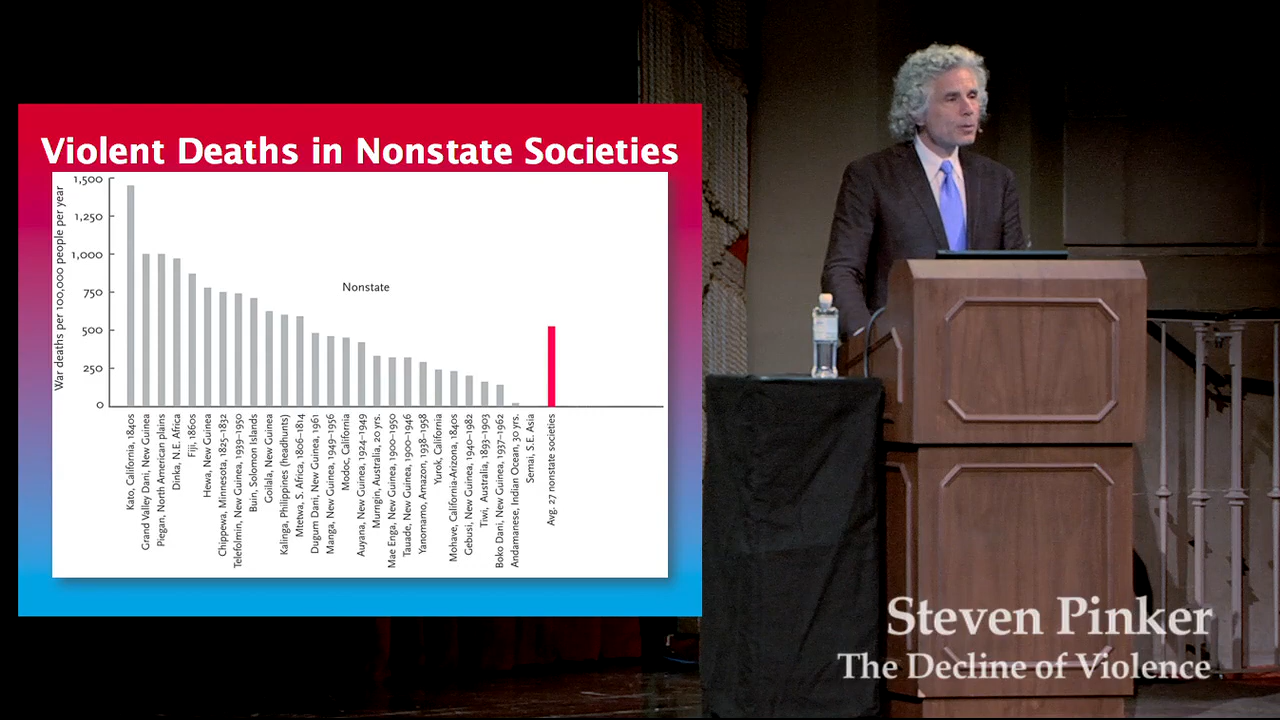 Violent Deaths in Nonstate Societies
War deaths per 100,000 people per year
1,500
1,250
1,000
750
500
250
0
Nonstate
Kato, California, 1840s
Grand Valley Dani, New Guinea
Piegan, North American plains
Dinka, N.E. Africa
Fiji, 1860s
Hewa, New Guinea
Chippewa, Minnesota, 1825–1832
Telefolmin, New Guinea, 1939–1950
Buin, Solomon Islands
Goilala, New Guinea
Kalinga, Philippines (headhunts)
Mtetwa, S. Africa, 1806–1814
Dugum Dani, New Guinea, 1961
Manga, New Guinea, 1949–1956
Modoc, California
Auyana, New Guinea, 1924–1949
Murngin, Australia, 20 yrs.
Mae Enga, New Guinea, 1900–1950
Tauade, New Guinea, 1900–1946
Yanomamo, Amazon, 1938–1958
Yurok, California
Mohave, California-Arizona, 1840s
Gebusi, New Guinea, 1940–1982
Tiwi, Australia, 1893–1903
Boko Dani, New Guinea, 1937–1962
Andamanese, Indian Ocean, 30 yrs.
Semai, S.E. Asia
Avg. 27 nonstate societies
Steven Pinker
The Decline of Violence